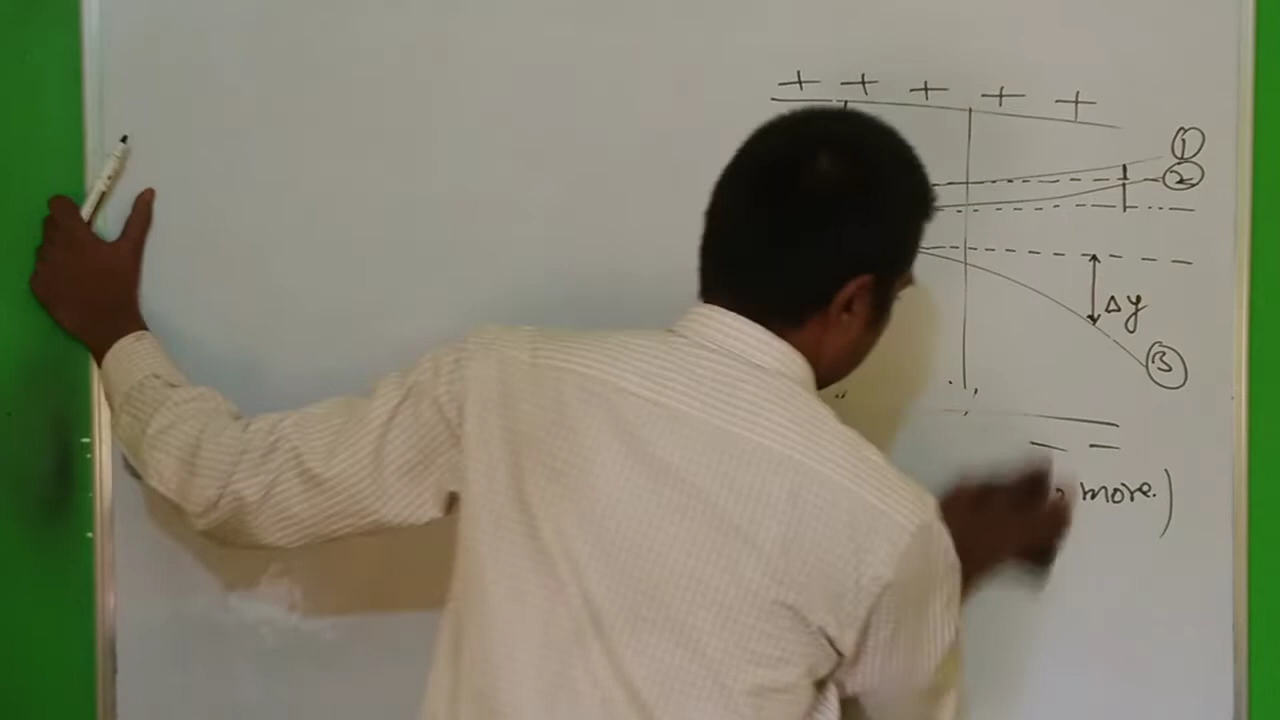 + + + + +
①
②
Δy
③
– –
more.)